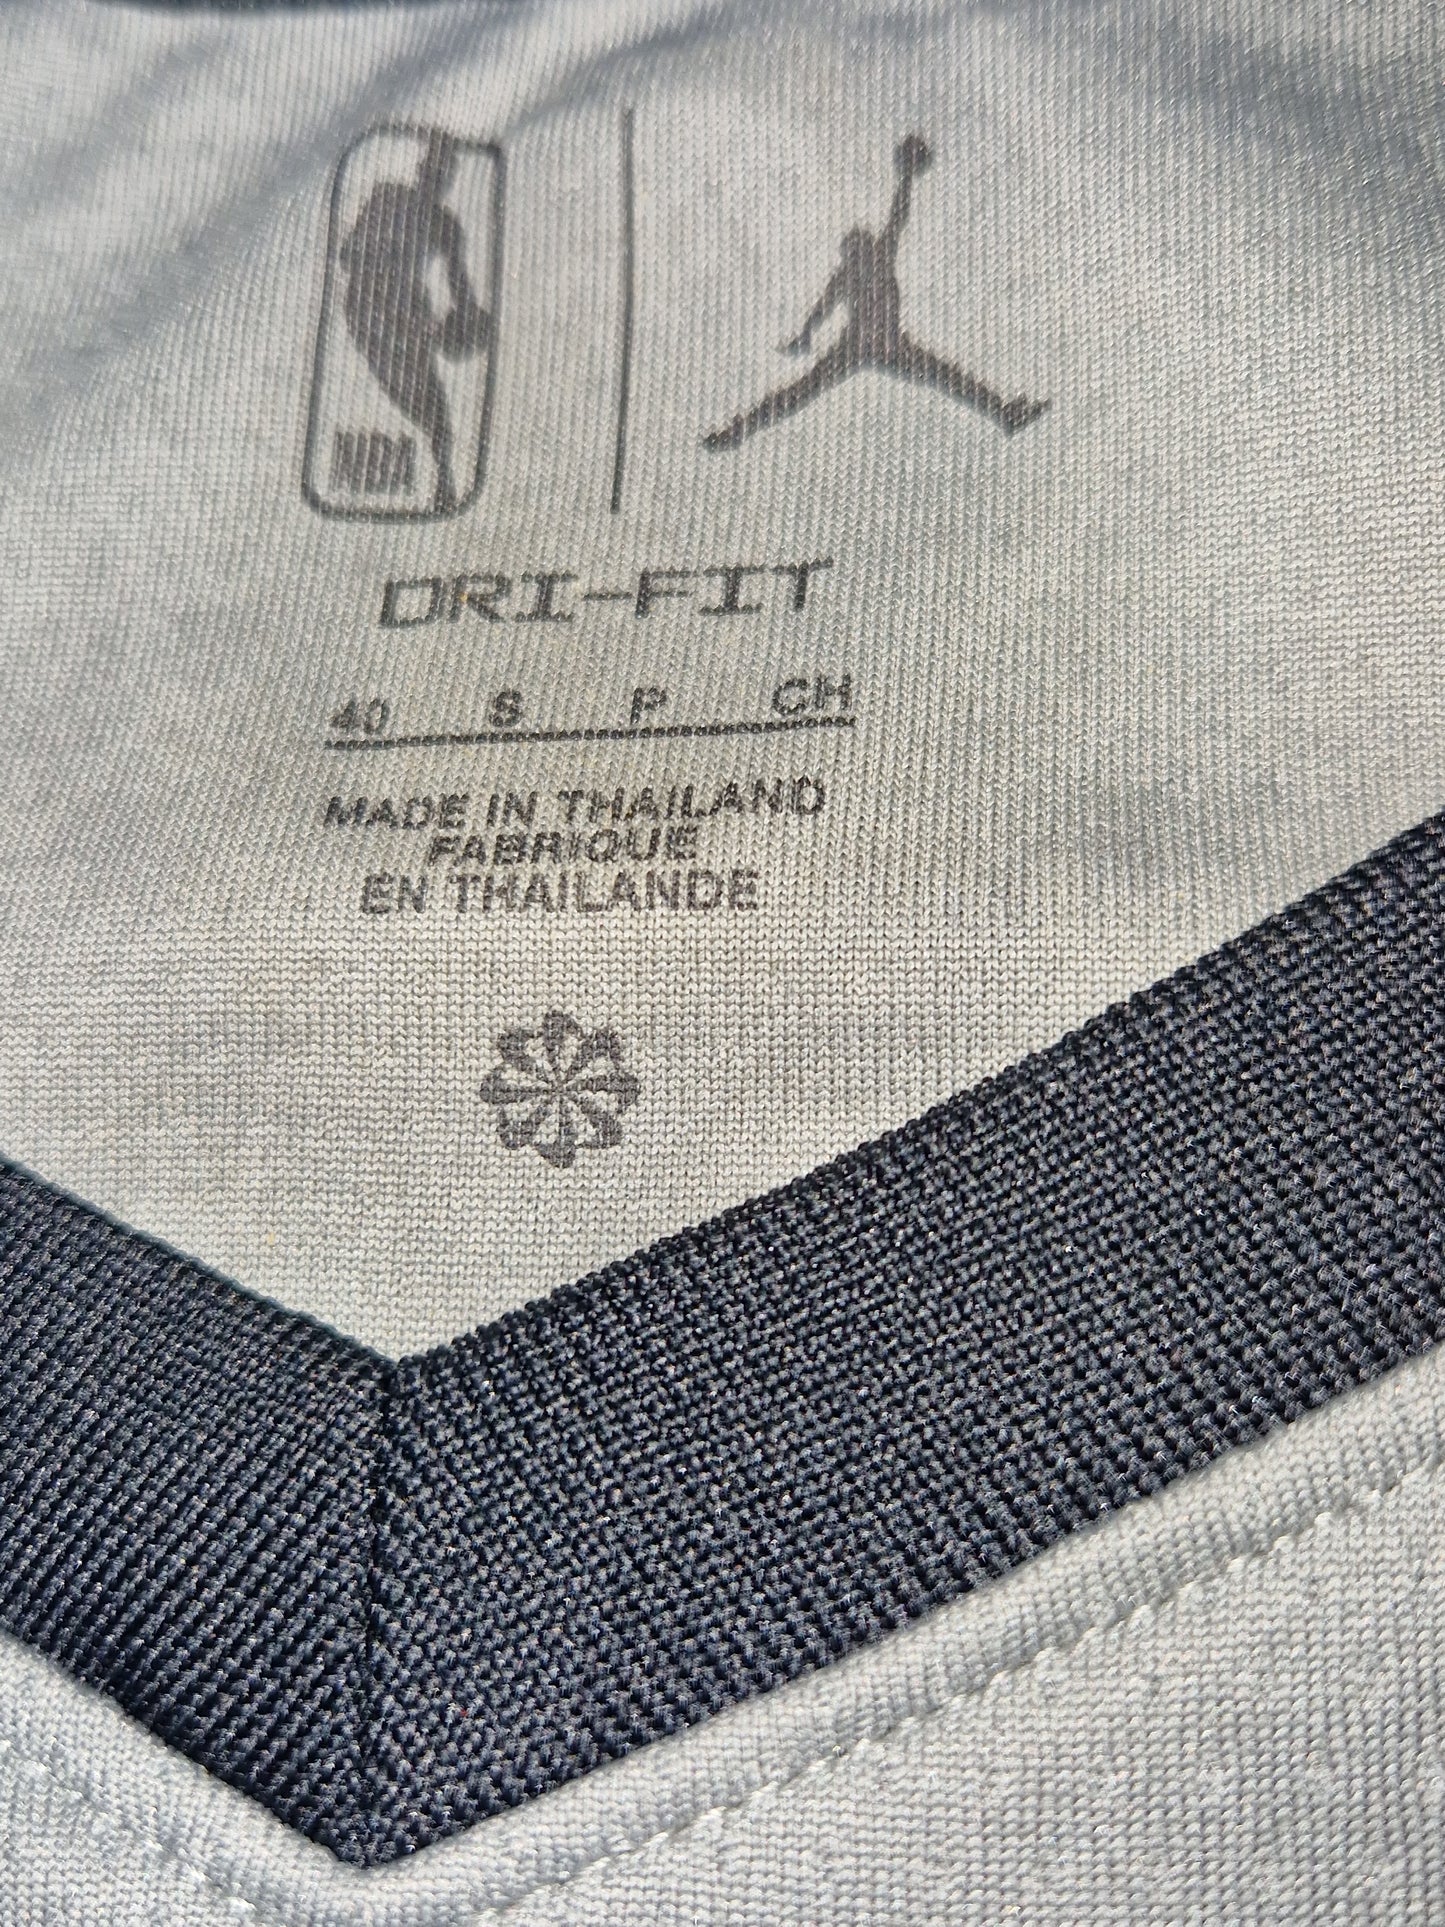 NBA
DRI-FIT
40 S P CH
MADE IN THAILAND
FABRIQUE
EN THAILANDE